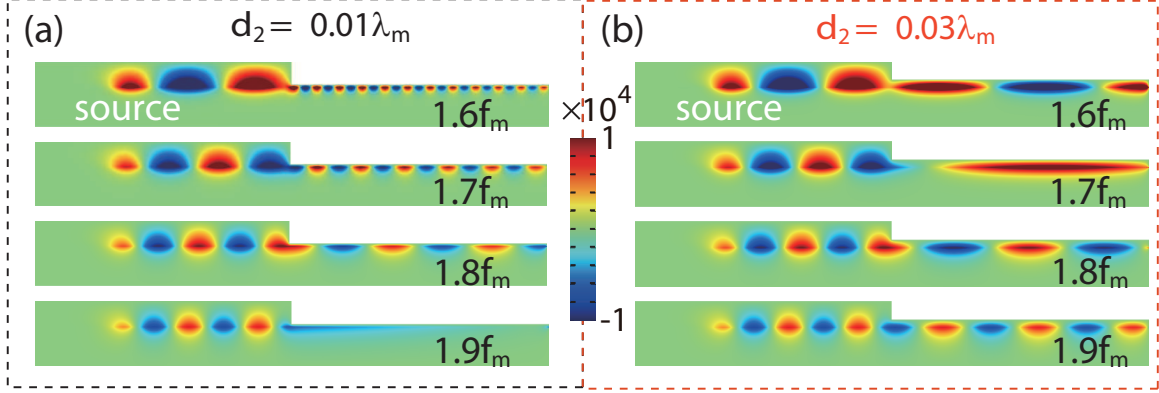 (a) d₂ = 0.01λₘ
source
1.6fₘ
1.7fₘ
1.8fₘ
1.9fₘ
×10⁴
1
-1
(b) d₂ = 0.03λₘ
source
1.6fₘ
1.7fₘ
1.8fₘ
1.9fₘ